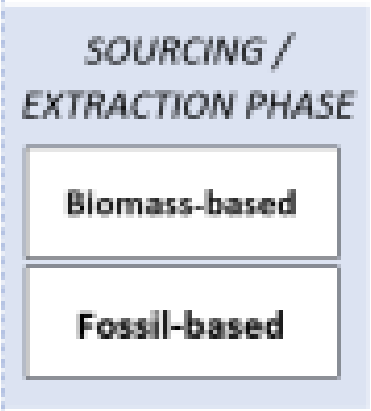 SOURCING /
EXTRACTION PHASE
Biomass-based
Fossil-based